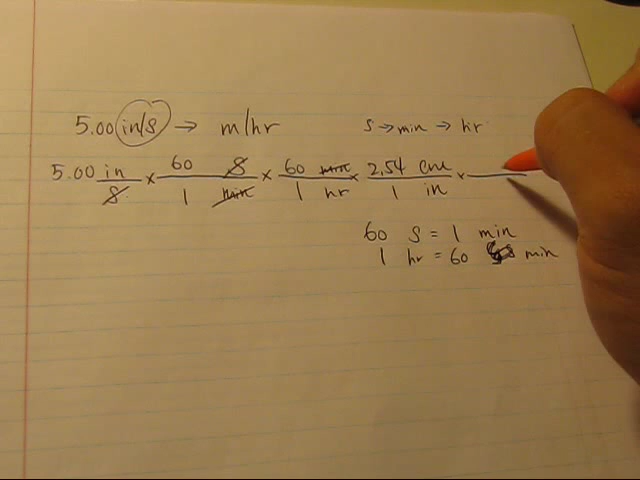 5.00 in/s → m/hr s → min → hr
5.00 in/s × 60 s/1 min × 60 min/1 hr × 2.54 cm/1 in ×
60 s = 1 min
1 hr = 60 min